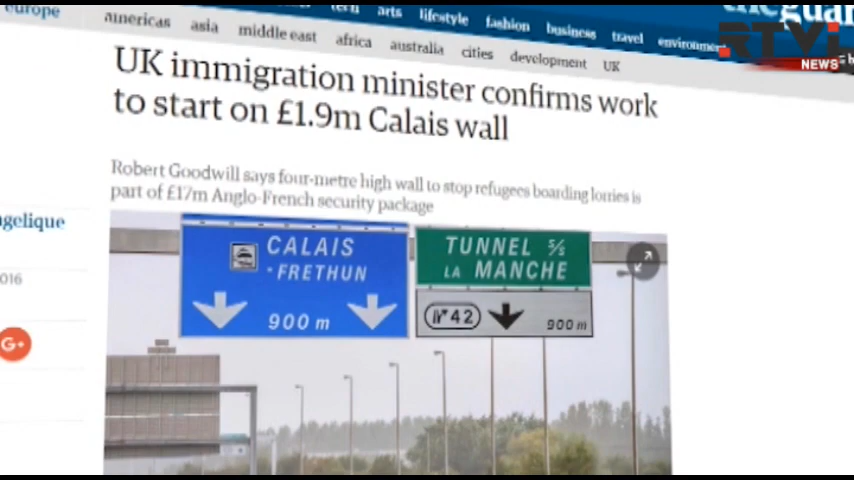 europe
arts lifestyle fashion business travel environment
theguar
RTVi
NEWS
americas asia middle east africa australia cities development UK
UK immigration minister confirms work
to start on £1.9m Calais wall
Robert Goodwill says four-metre high wall to stop refugees boarding lorries is
part of £17m Anglo-French security package
ngelique
016
G+
CALAIS
-FRETHUN
900 m
TUNNEL S/S
LA MANCHE
N° 42
900 m